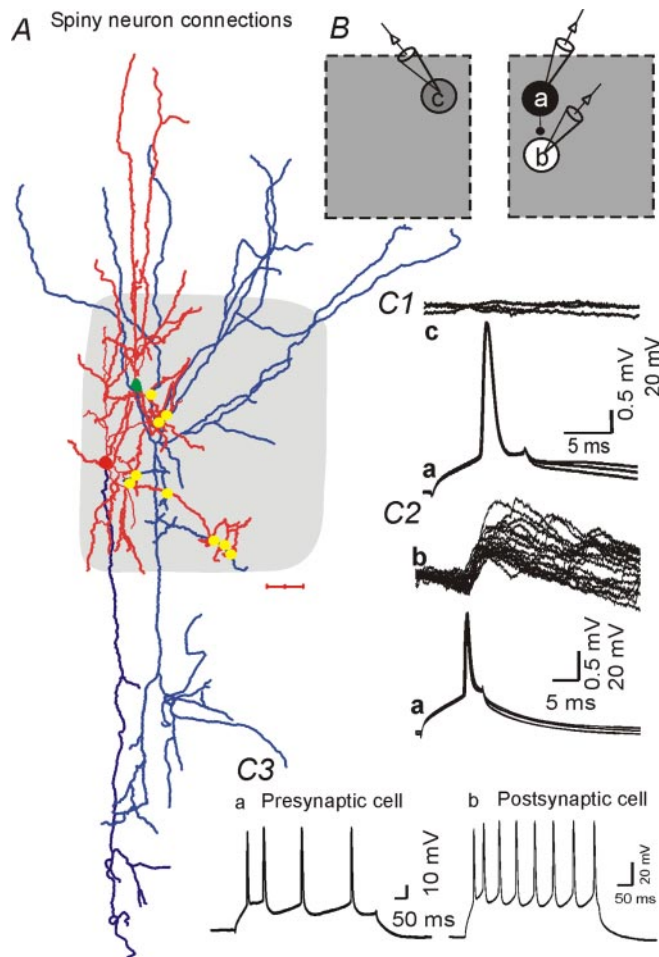 A Spiny neuron connections
B
c
a
b
C1
c
0.5 mV
20 mV
5 ms
a
C2
b
0.5 mV
20 mV
5 ms
a
C3
a Presynaptic cell
10 mV
50 ms
b Postsynaptic cell
20 mV
50 ms